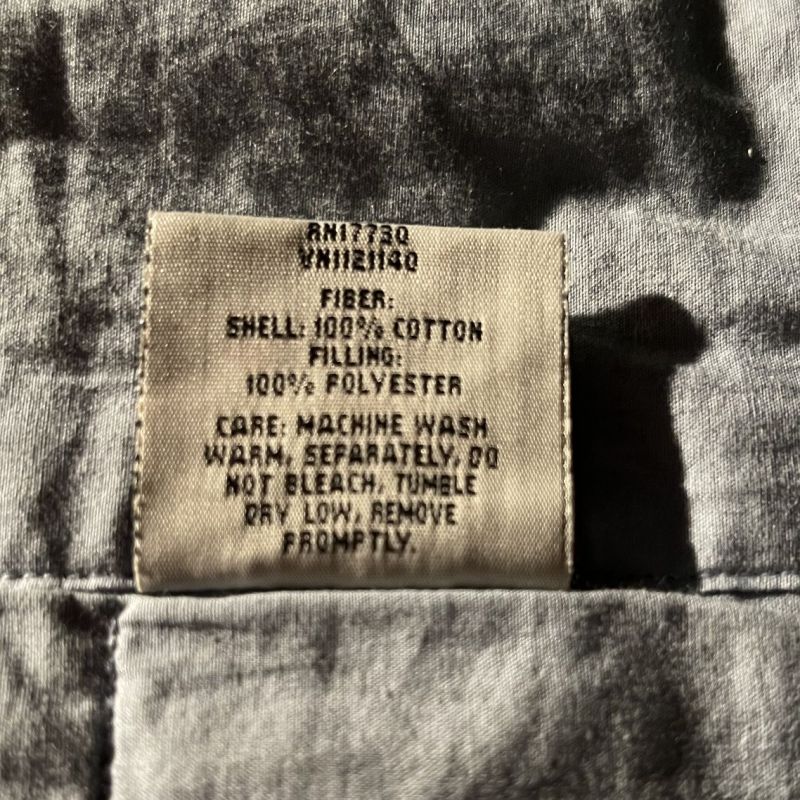 RN17730
VN1121140
FIBER:
SHELL: 100% COTTON
FILLING:
100% POLYESTER
CARE: MACHINE WASH
WARM, SEPARATELY, DO
NOT BLEACH, TUMBLE
DRY LOW, REMOVE
PROMPTLY.